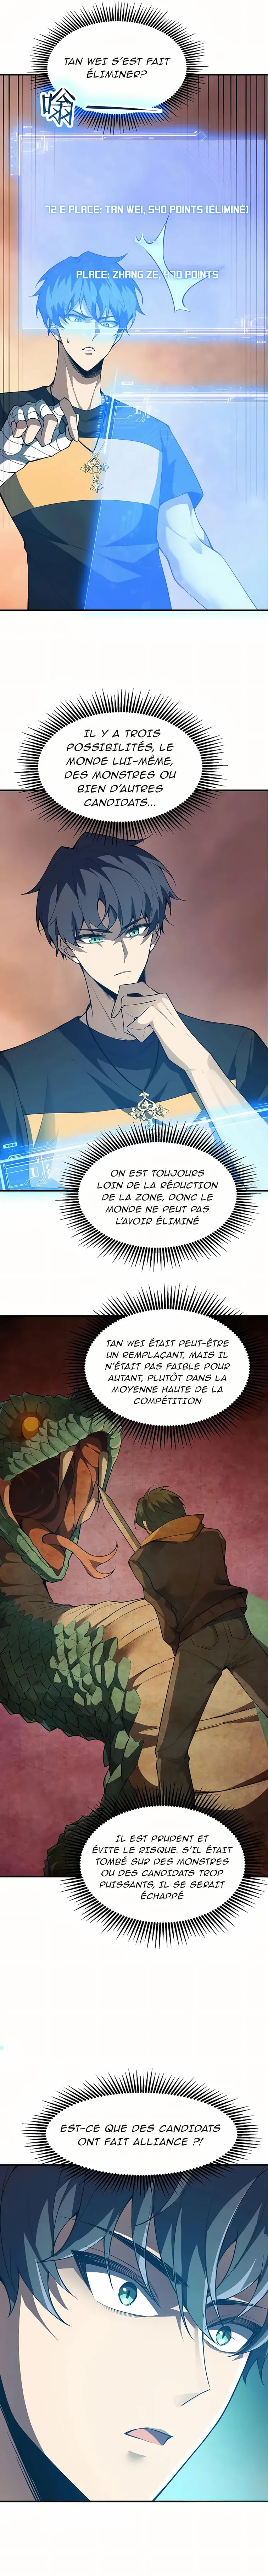 TAN WEI S'EST FAIT
ÉLIMINER?
嗡
72 E PLACE: TAN WEI, 540 POINTS (ÉLIMINÉ)
PLACE: ZHANG ZE, 470 POINTS
IL Y A TROIS
POSSIBILITÉS, LE
MONDE LUI-MÊME,
DES MONSTRES OU
BIEN D'AUTRES
CANDIDATS...
ON EST TOUJOURS
LOIN DE LA RÉDUCTION
DE LA ZONE, DONC LE
MONDE NE PEUT PAS
L'AVOIR ÉLIMINÉ
TAN WEI ÉTAIT PEUT-ÊTRE
UN REMPLAÇANT, MAIS IL
N'ÉTAIT PAS FAIBLE POUR
AUTANT, PLUTÔT DANS LA
MOYENNE HAUTE DE LA
COMPÉTITION
IL EST PRUDENT ET
ÉVITE LE RISQUE. S'IL ÉTAIT
TOMBÉ SUR DES MONSTRES
OU DES CANDIDATS TROP
PUISSANTS, IL SE SERAIT
ÉCHAPPÉ
EST-CE QUE DES CANDIDATS
ONT FAIT ALLIANCE ?!